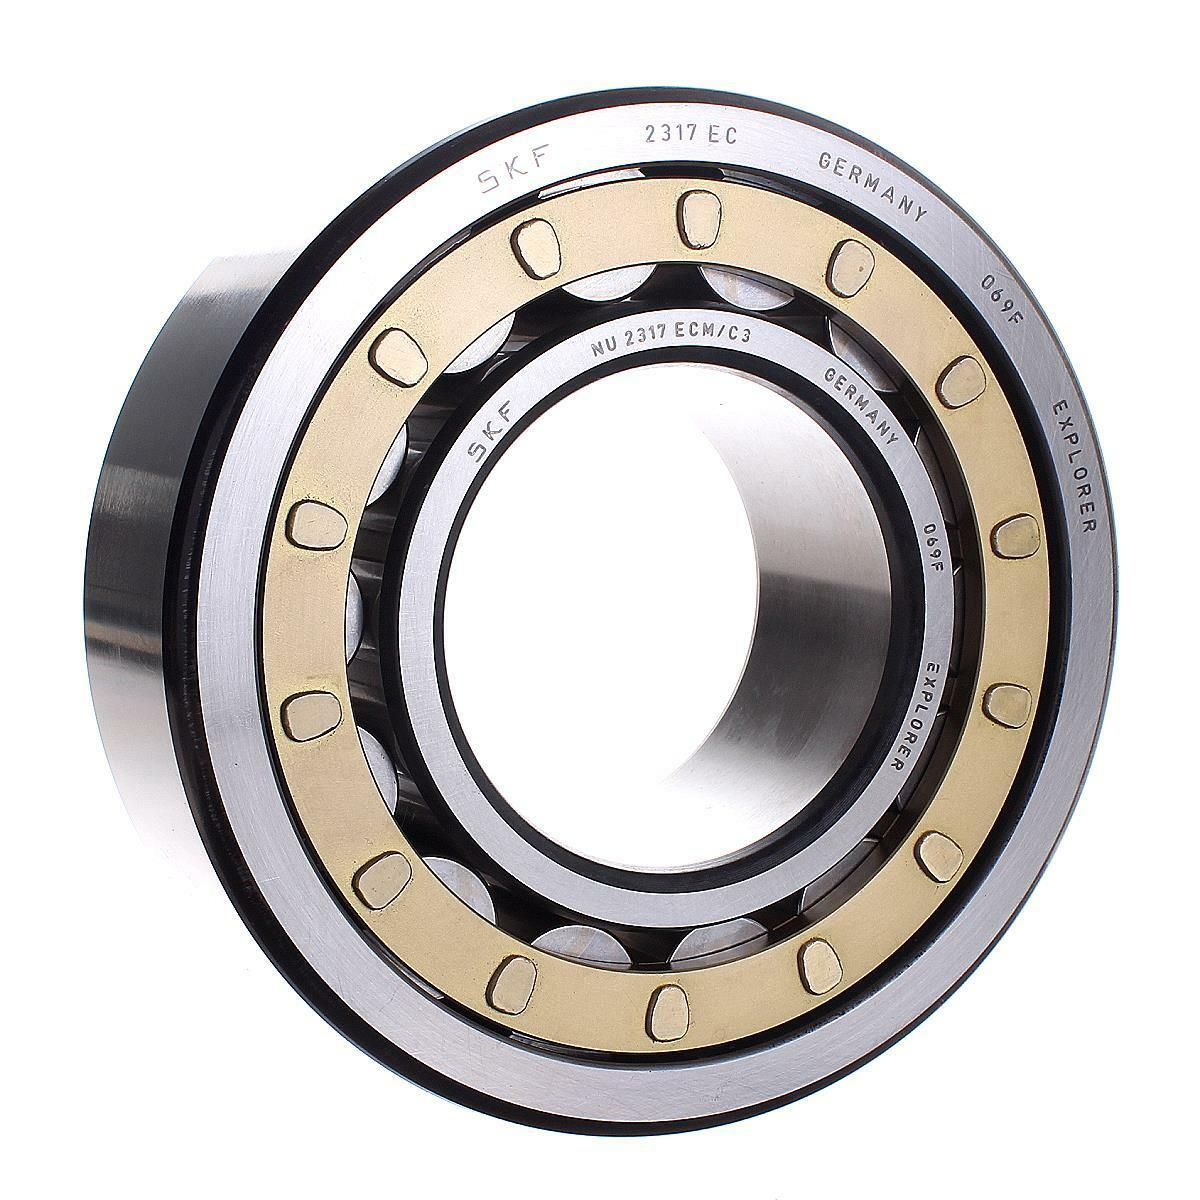 SKF 2317 EC GERMANY 069F EXPLORER
SKF NU 2317 ECM/C3 GERMANY 069F EXPLORER